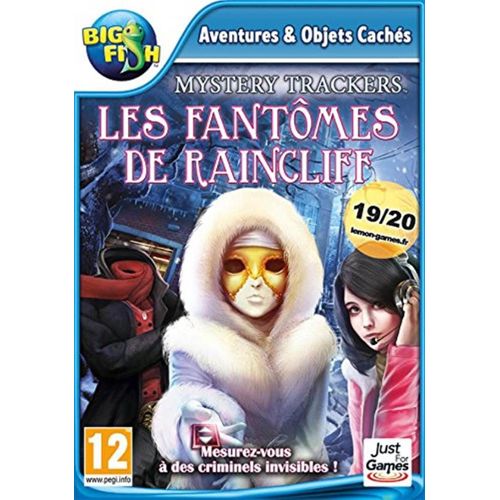 BIG
FISH
Aventures & Objets Cachés
MYSTERY TRACKERS™
LES FANTÔMES
DE RAINCLIFF
19/20
lemon-games.fr
Mesurez-vous
à des criminels invisibles !
12
www.pegi.info
Just
For
Games